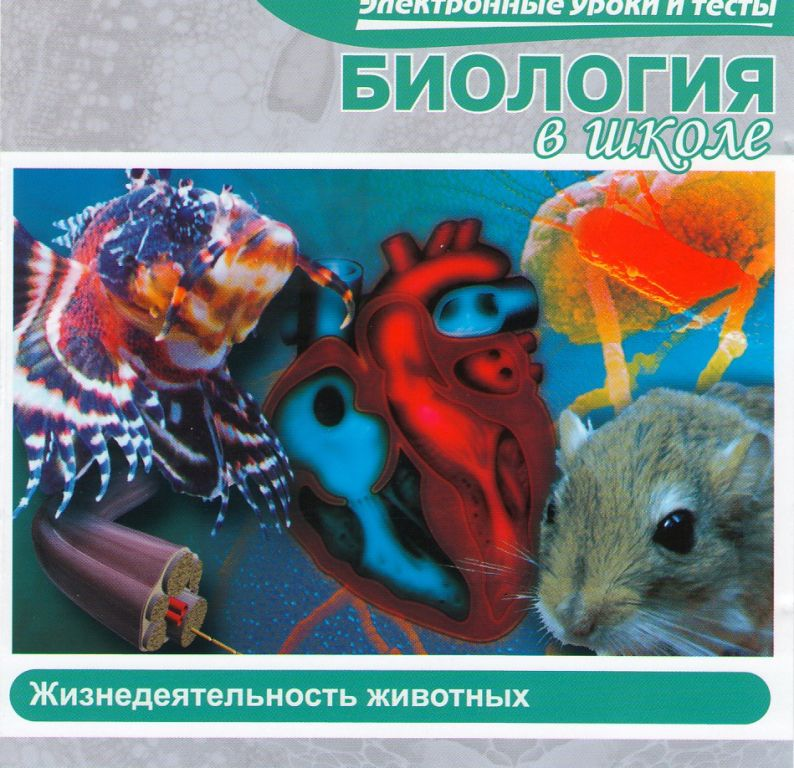 Электронные уроки и тесты
БИОЛОГИЯ
в школе
Жизнедеятельность животных